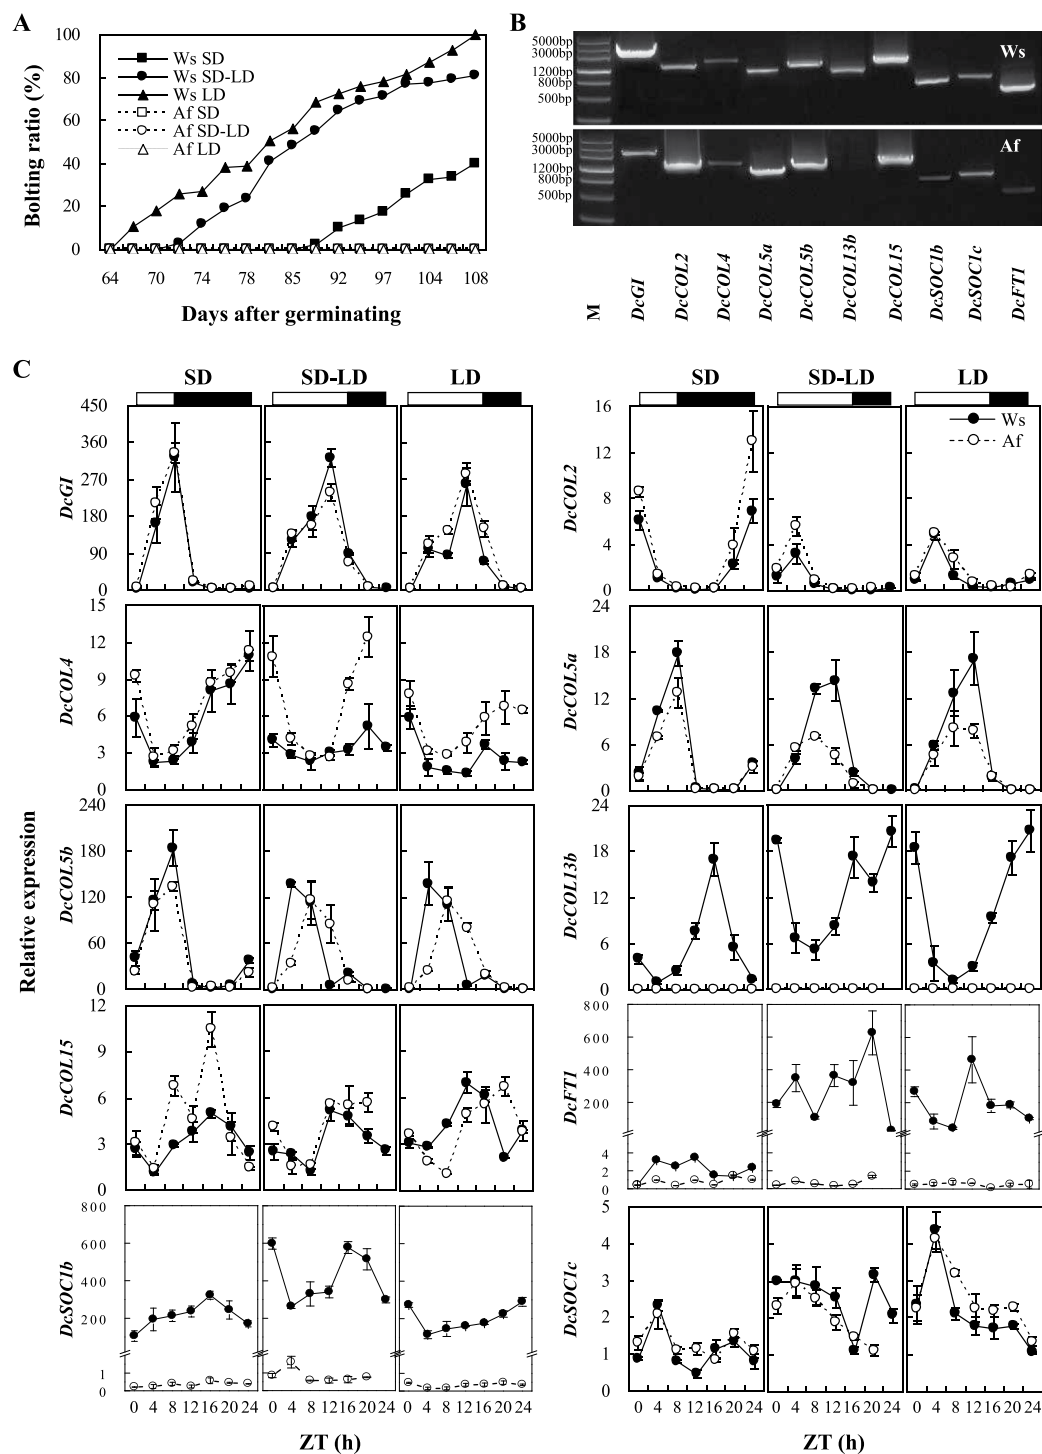 A
Bolting ratio (%)
100
80
60
40
20
0
Ws SD
Ws SD-LD
Ws LD
Af SD
Af SD-LD
Af LD
64 70 74 78 85 92 97 104 108
Days after germinating
B
5000bp
3000bp
1200bp
800bp
500bp
Ws
5000bp
3000bp
1200bp
800bp
500bp
Af
M DcGI DcCOL2 DcCOL4 DcCOL5a DcCOL5b DcCOL13b DcCOL15 DcSOC1b DcSOC1c DcFT1
C
Relative expression
SD SD-LD LD
DcGI
450
360
270
180
90
0
DcCOL4
15
12
9
6
3
0
DcCOL5b
240
180
120
60
0
DcCOL15
12
9
6
3
0
DcSOC1b
800
600
400
200
1
0
0 4 8 12 16 20 24 0 4 8 12 16 20 24 0 4 8 12 16 20 24
ZT (h)
SD SD-LD LD
Ws
Af
DcCOL2
16
12
8
4
0
DcCOL5a
24
18
12
6
0
DcCOL13b
24
18
12
6
0
DcFT1
800
600
400
200
4
2
0
DcSOC1c
5
4
3
2
1
0
0 4 8 12 16 20 24 0 4 8 12 16 20 24 0 4 8 12 16 20 24
ZT (h)